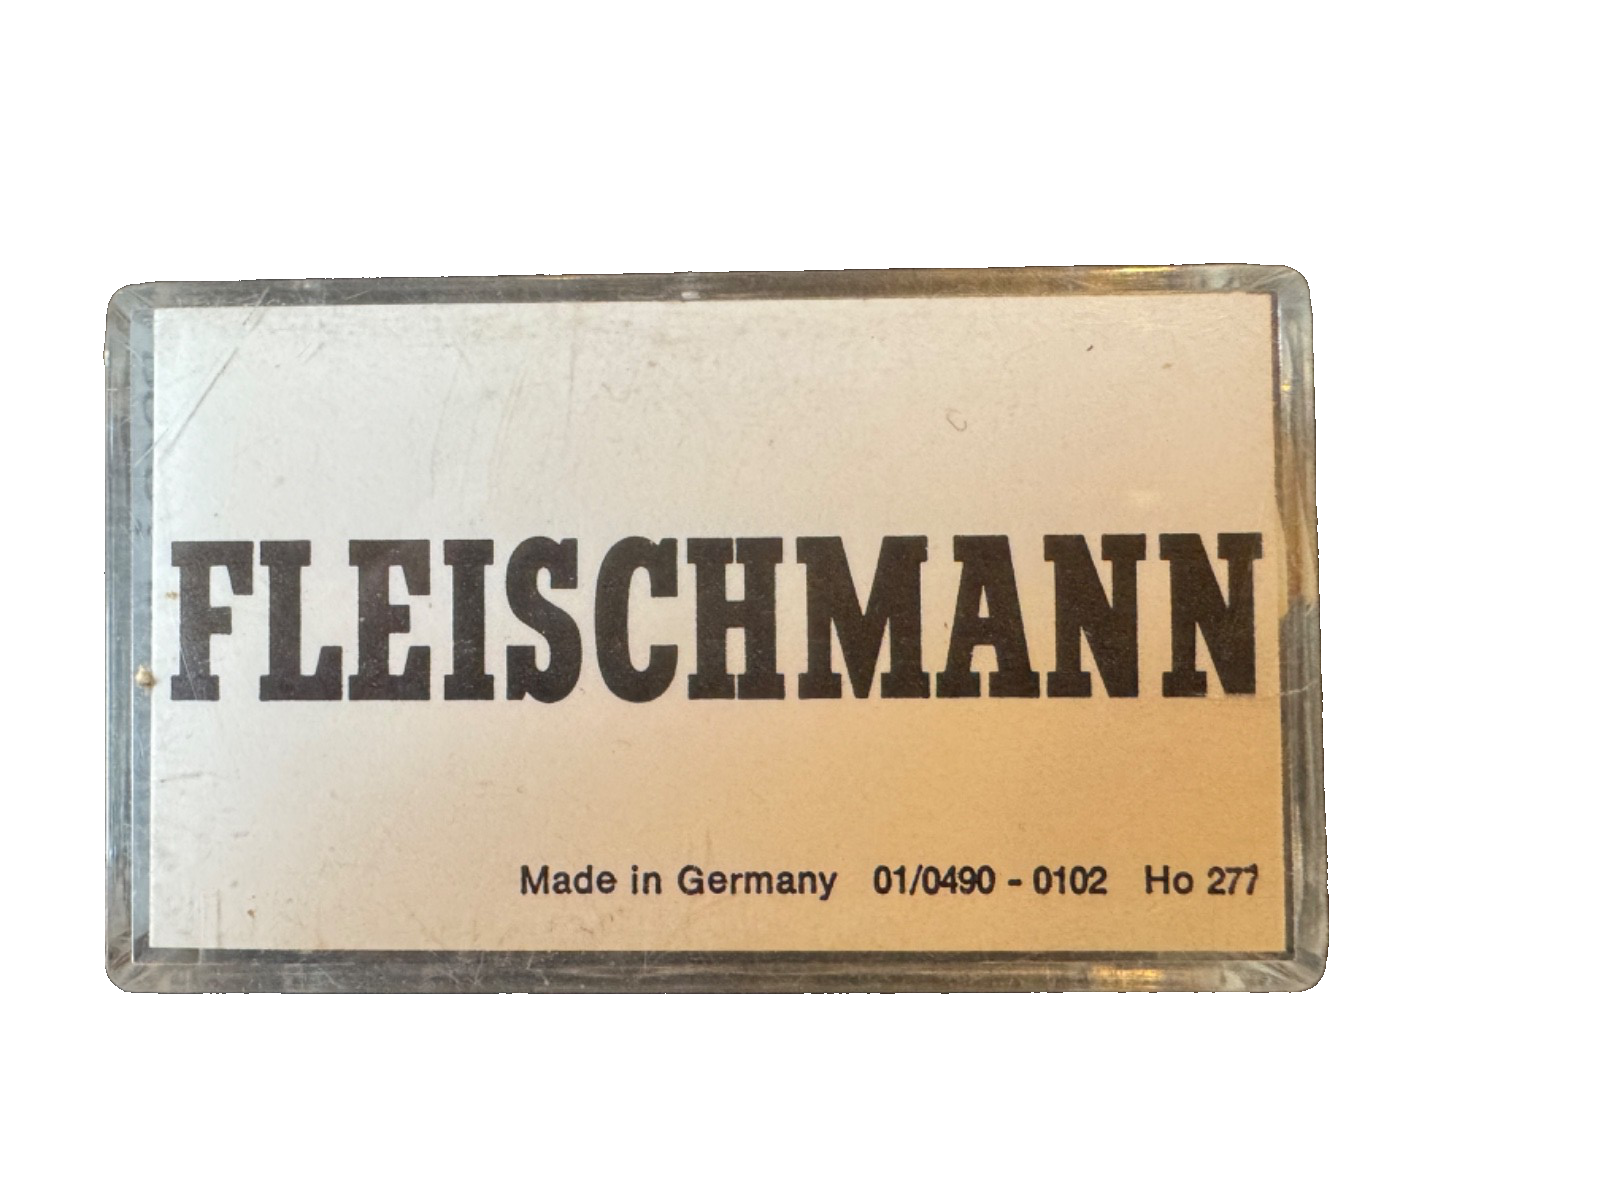 FLEISCHMANN
Made in Germany 01/0490 - 0102 Ho 277